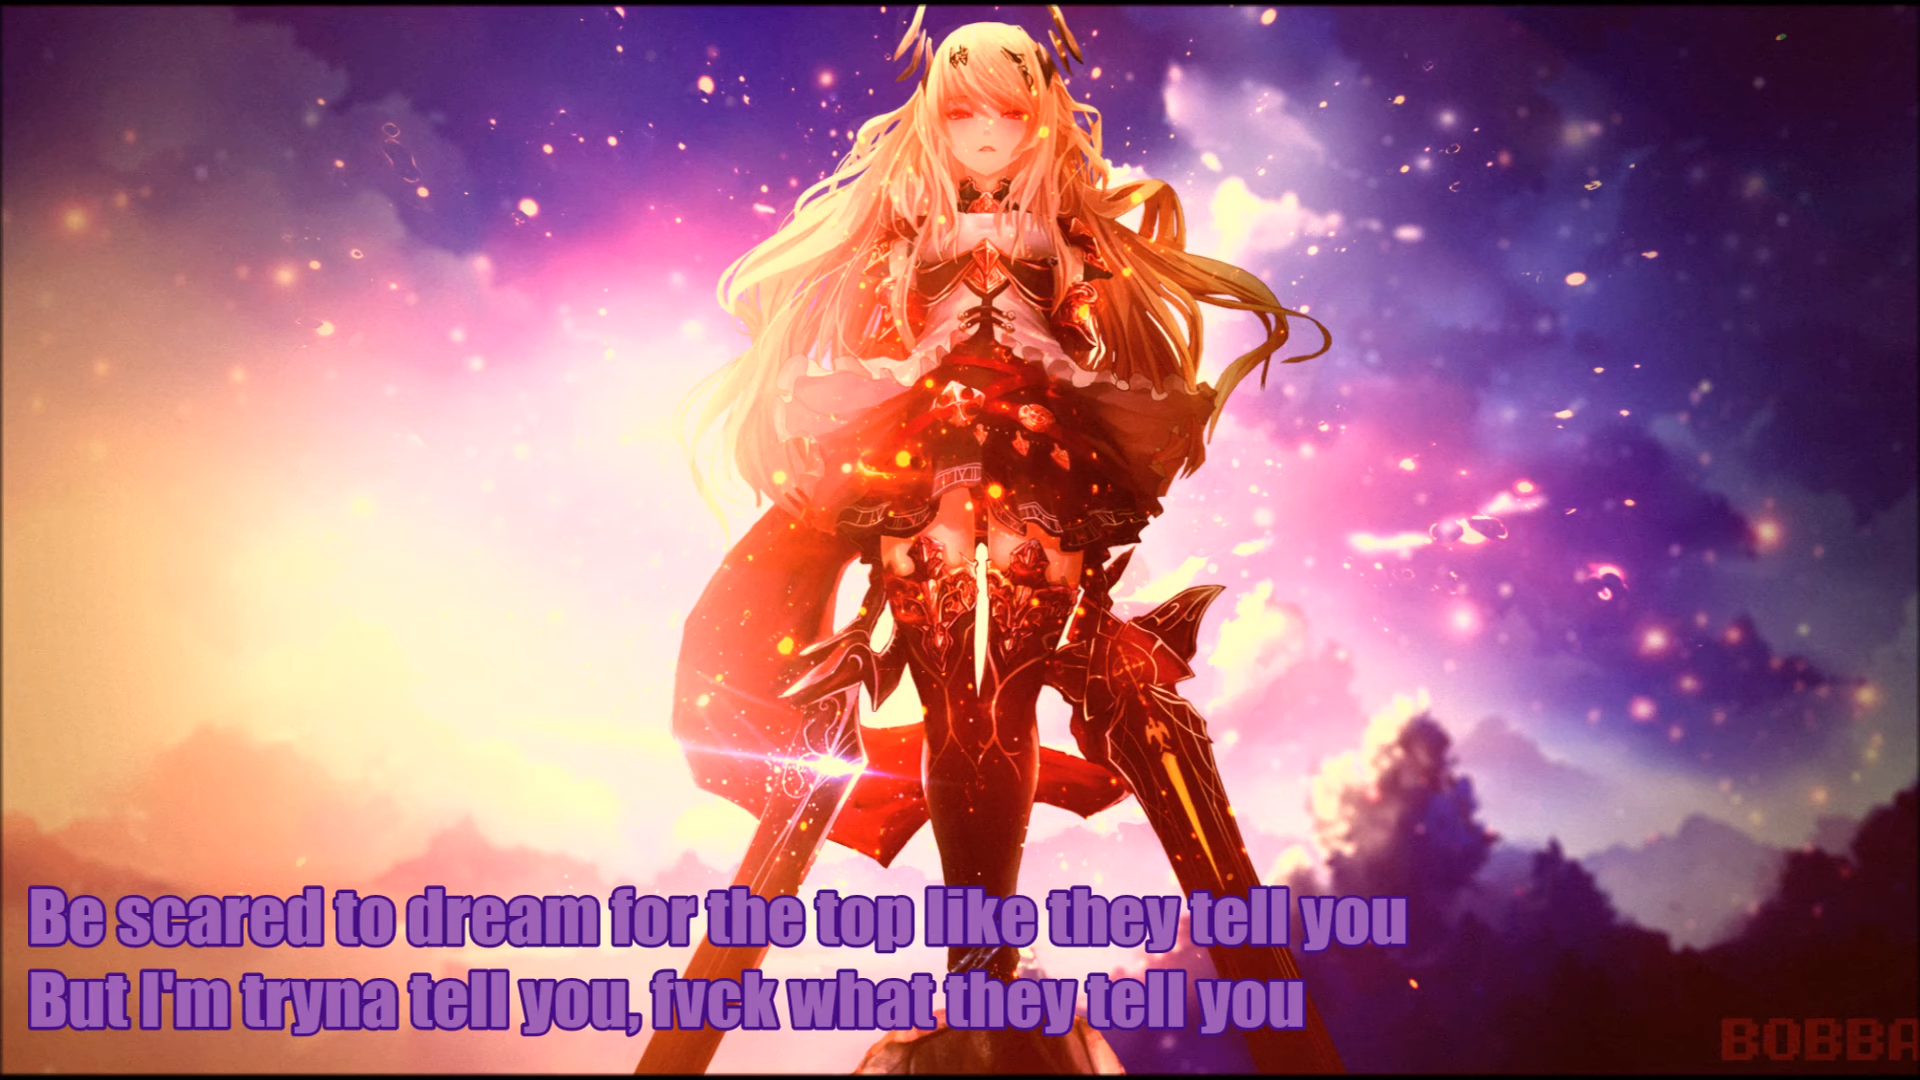 Be scared to dream for the top like they tell you
But I'm tryna tell you, fvck what they tell you
BOBBA